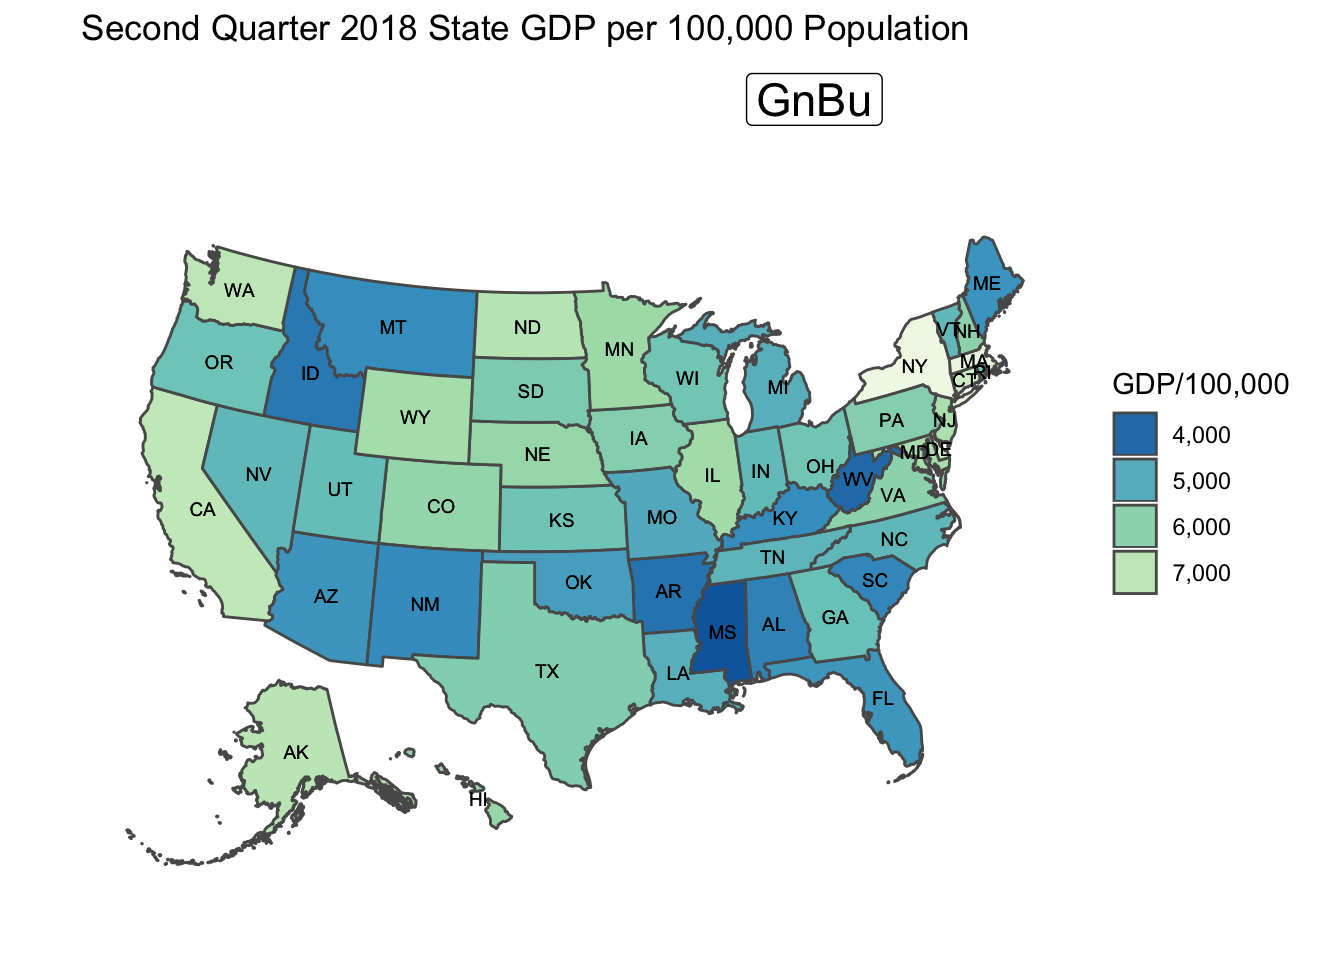 Second Quarter 2018 State GDP per 100,000 Population
GnBu
WA
MT
ND
MN
ME
VT
NH
OR
ID
SD
WI
MI
NY
MA
RI
CT
WY
IA
PA
NJ
NE
IL
IN
OH
MD
DE
NV
UT
CO
KS
MO
WV
VA
CA
KY
NC
TN
AZ
NM
OK
AR
SC
MS
AL
GA
TX
LA
FL
AK
HI
GDP/100,000
4,000
5,000
6,000
7,000